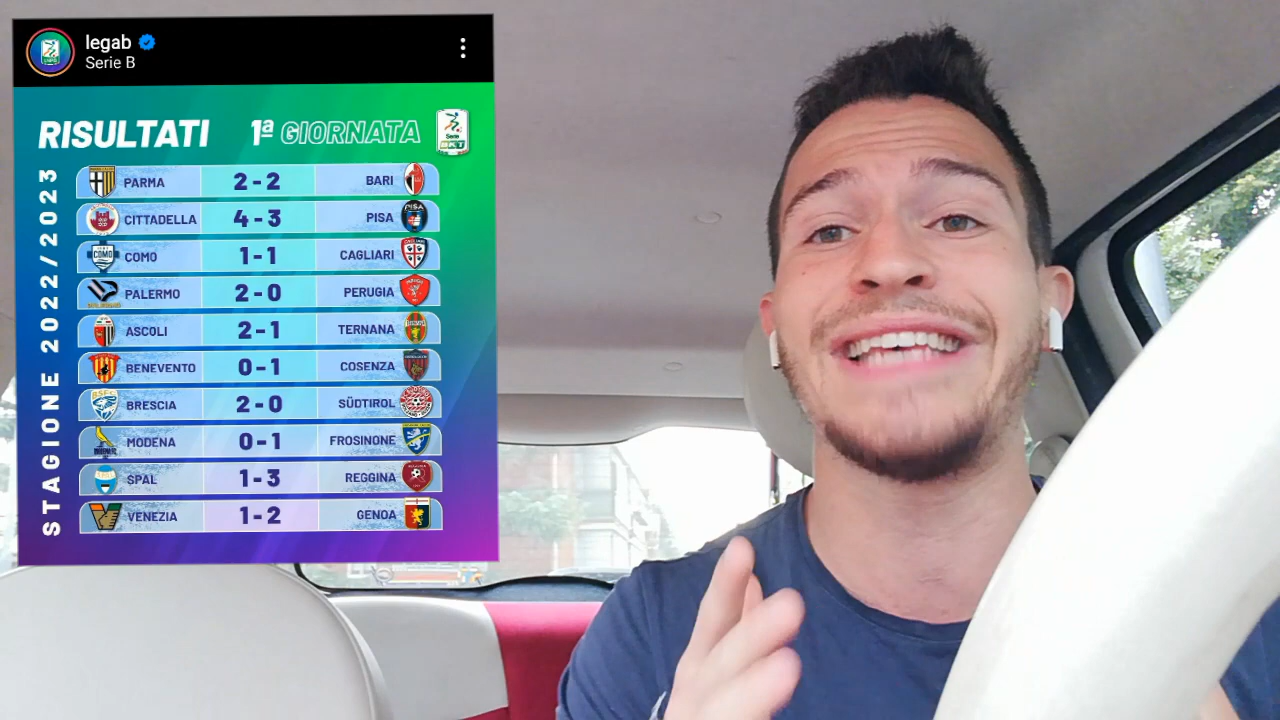 legab
Serie B
RISULTATI 1ª GIORNATA
Serie
BKT
STAGIONE 2022/2023
PARMA 2 - 2 BARI
CITTADELLA 4 - 3 PISA
COMO 1 - 1 CAGLIARI
PALERMO 2 - 0 PERUGIA
ASCOLI 2 - 1 TERNANA
BENEVENTO 0 - 1 COSENZA
BRESCIA 2 - 0 SÜDTIROL
MODENA 0 - 1 FROSINONE
SPAL 1 - 3 REGGINA
VENEZIA 1 - 2 GENOA